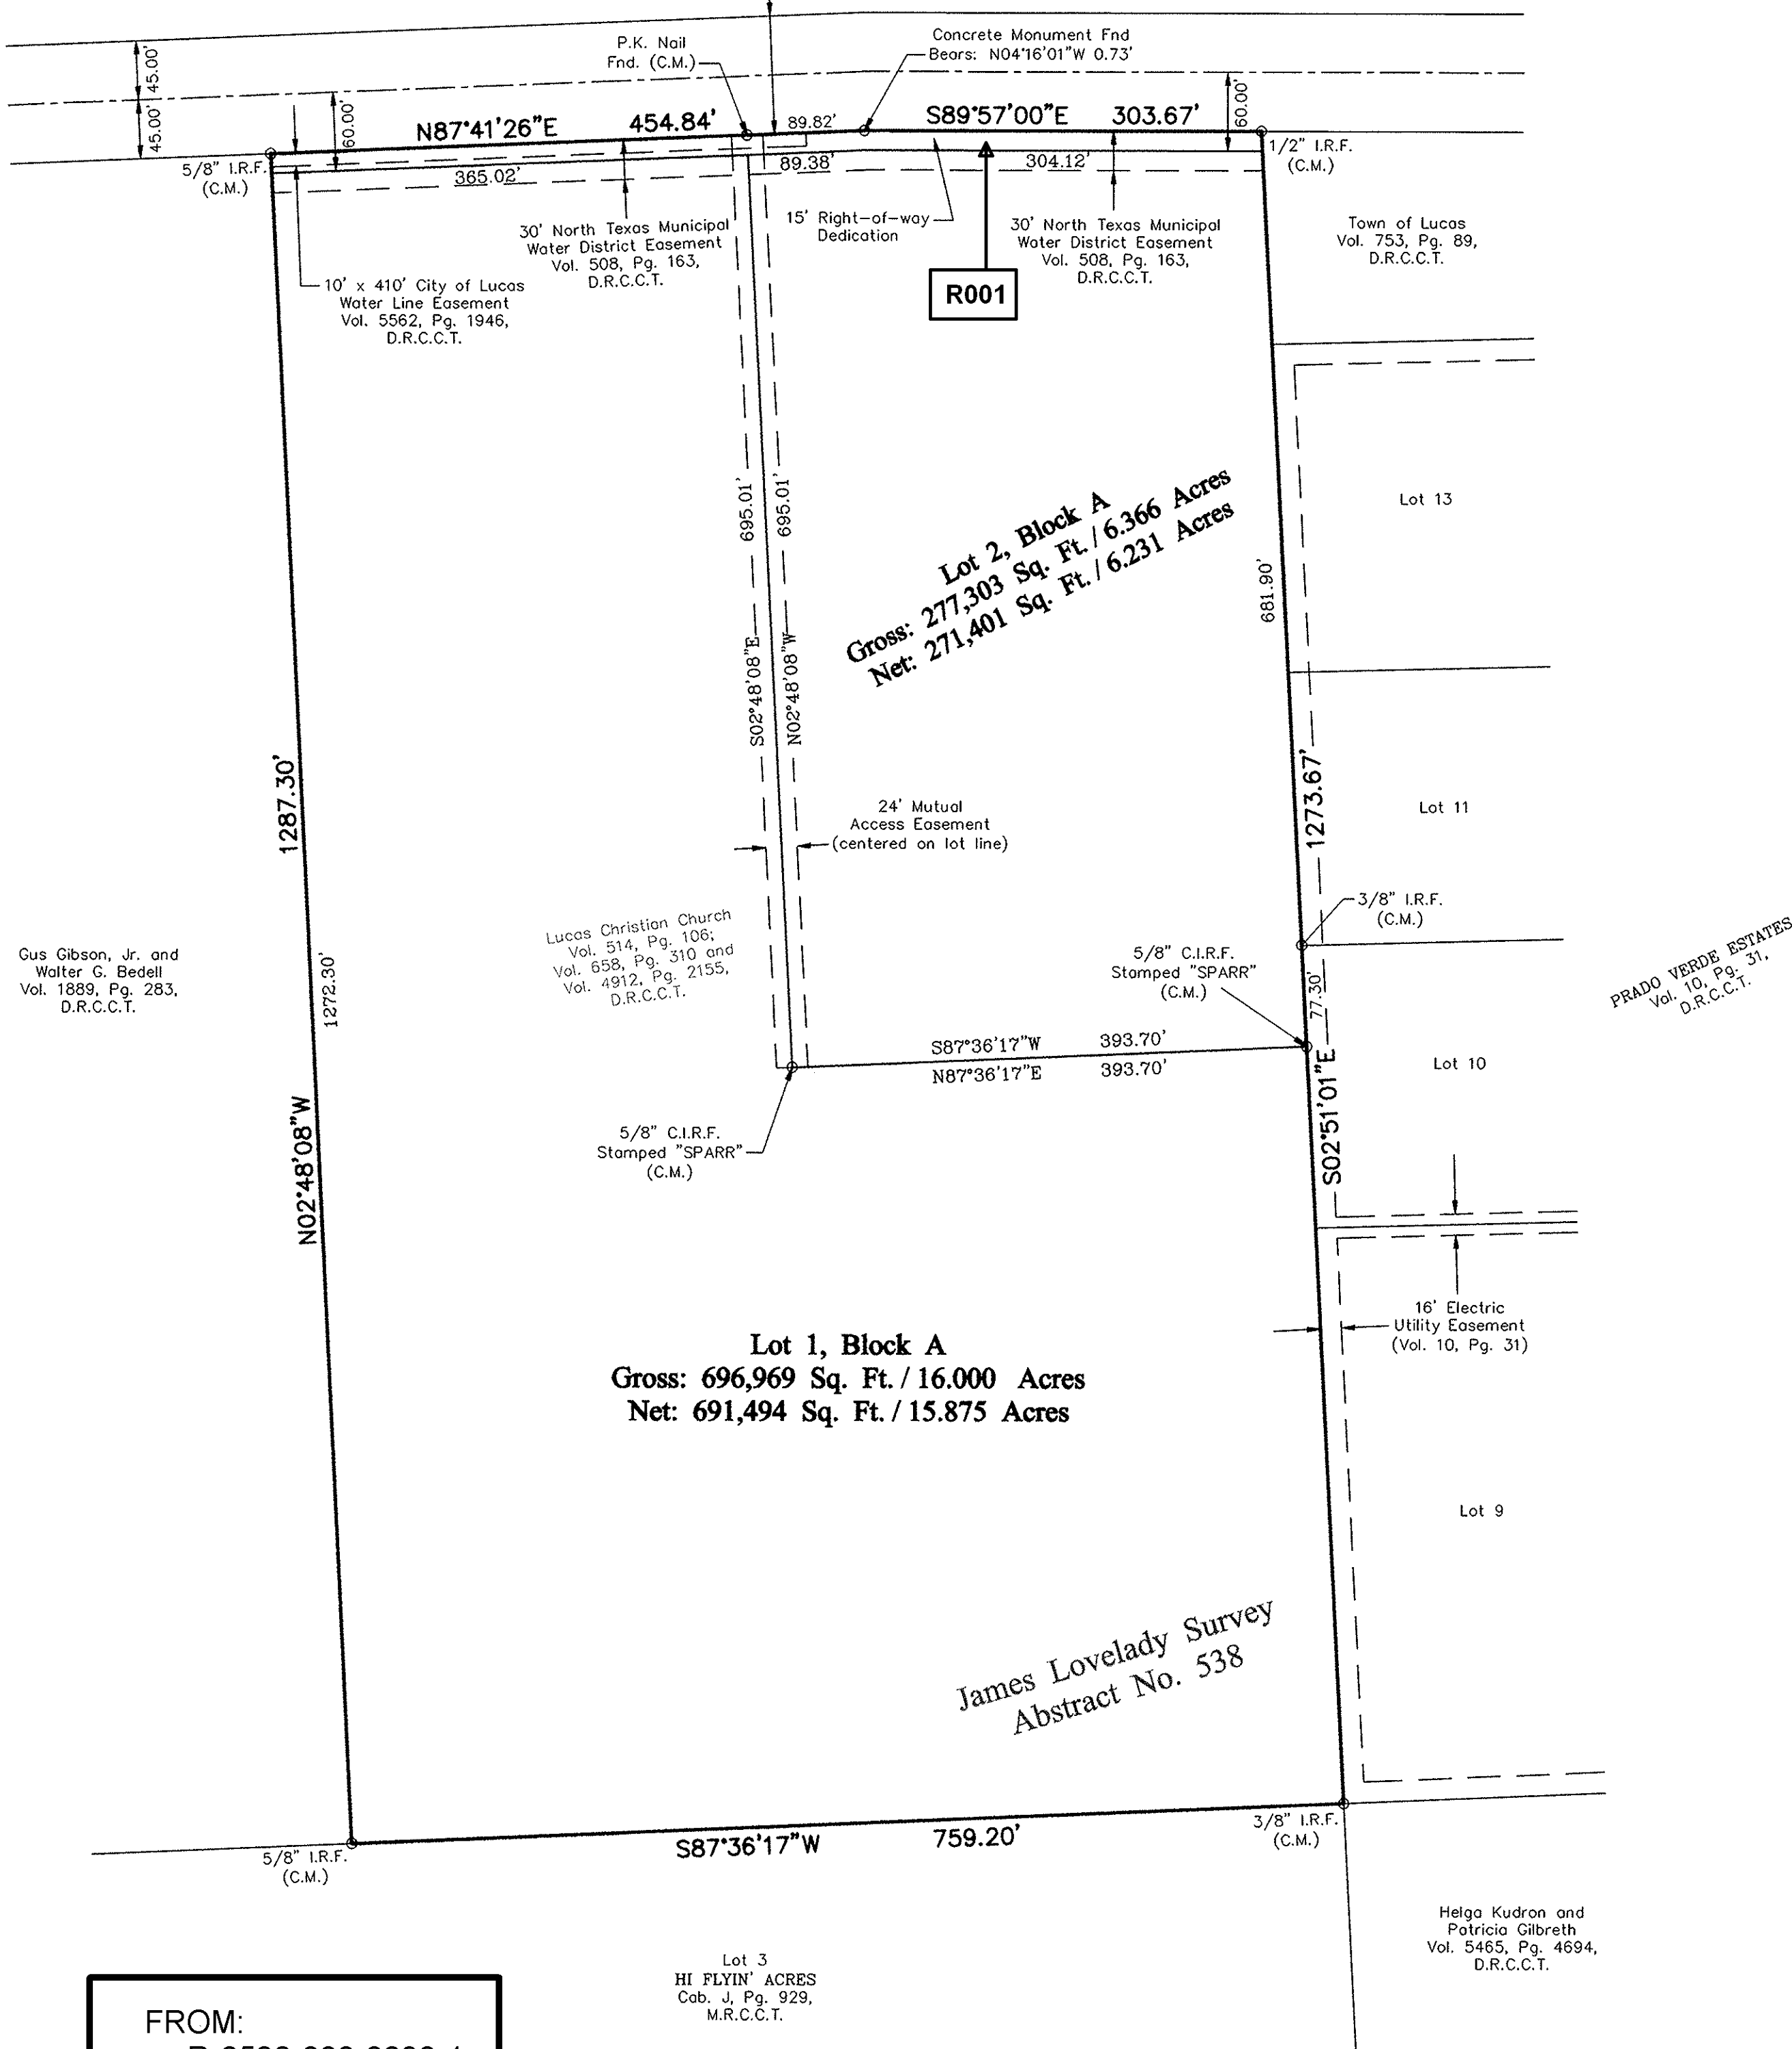 45.00'
45.00'
60.00'
P.K. Nail
Fnd. (C.M.)
Concrete Monument Fnd
Bears: N04°16'01"W 0.73'
60.00'
N87°41'26"E 454.84'
89.82'
S89°57'00"E 303.67'
5/8" I.R.F.
(C.M.)
365.02'
89.38'
304.12'
1/2" I.R.F.
(C.M.)
30' North Texas Municipal
Water District Easement
Vol. 508, Pg. 163,
D.R.C.C.T.
15' Right-of-way
Dedication
30' North Texas Municipal
Water District Easement
Vol. 508, Pg. 163,
D.R.C.C.T.
Town of Lucas
Vol. 753, Pg. 89,
D.R.C.C.T.
10' x 410' City of Lucas
Water Line Easement
Vol. 5562, Pg. 1946,
D.R.C.C.T.
R001
695.01'
695.01'
S02°48'08"E
N02°48'08"W
Lot 2, Block A
Gross: 277,303 Sq. Ft. / 6.366 Acres
Net: 271,401 Sq. Ft. / 6.231 Acres
681.90'
Lot 13
1287.30'
1273.67'
Lot 11
24' Mutual
Access Easement
(centered on lot line)
3/8" I.R.F.
(C.M.)
Gus Gibson, Jr. and
Walter G. Bedell
Vol. 1889, Pg. 283,
D.R.C.C.T.
1272.30'
Lucas Christian Church
Vol. 514, Pg. 106;
Vol. 658, Pg. 310 and
Vol. 4912, Pg. 2155,
D.R.C.C.T.
5/8" C.I.R.F.
Stamped "SPARR"
(C.M.)
77.30'
PRADO VERDE ESTATES
Vol. 10, Pg. 31,
D.R.C.C.T.
S87°36'17"W 393.70'
N87°36'17"E 393.70'
Lot 10
N02°48'08"W
5/8" C.I.R.F.
Stamped "SPARR"
(C.M.)
S02°51'01"E
16' Electric
Utility Easement
(Vol. 10, Pg. 31)
Lot 1, Block A
Gross: 696,969 Sq. Ft. / 16.000 Acres
Net: 691,494 Sq. Ft. / 15.875 Acres
Lot 9
James Lovelady Survey
Abstract No. 538
5/8" I.R.F.
(C.M.)
S87°36'17"W 759.20'
3/8" I.R.F.
(C.M.)
Helga Kudron and
Patricia Gilbreth
Vol. 5465, Pg. 4694,
D.R.C.C.T.
Lot 3
HI FLYIN' ACRES
Cab. J, Pg. 929,
M.R.C.C.T.
FROM: